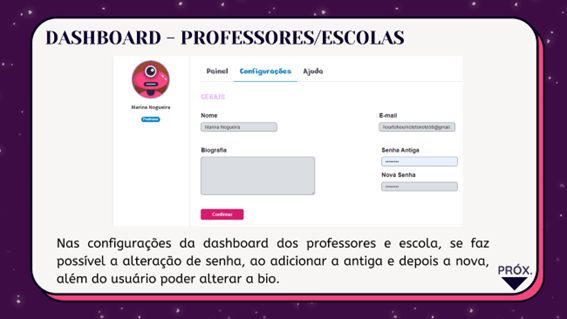 DASHBOARD - PROFESSORES/ESCOLAS
Painel Configurações Ajuda
Marina Nogueira
Professor
GERAIS
Nome E-mail
Marina Nogueira
Biografia Senha Antiga
Nova Senha
Confirmar
Nas configurações da dashboard dos professores e escola, se faz
possível a alteração de senha, ao adicionar a antiga e depois a nova,
além do usuário poder alterar a bio.
PRÓX.